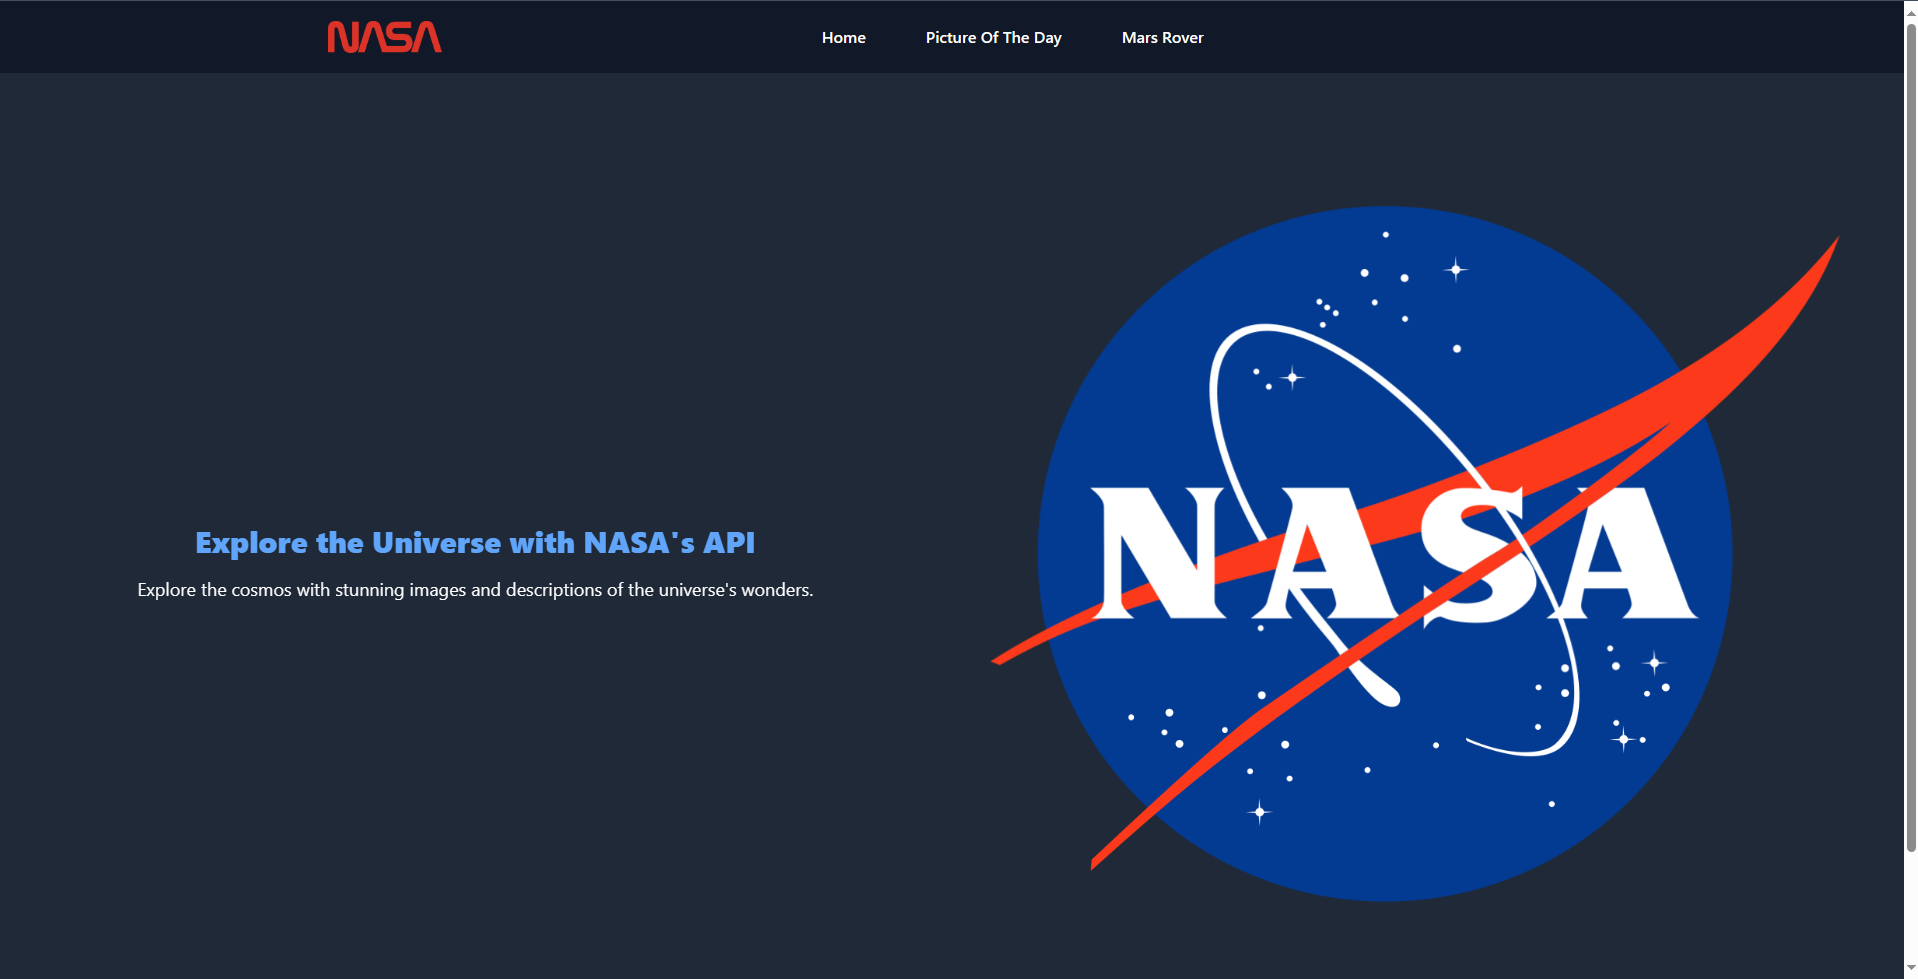 NASA
Home
Picture Of The Day
Mars Rover
Explore the Universe with NASA's API
Explore the cosmos with stunning images and descriptions of the universe's wonders.
NASA